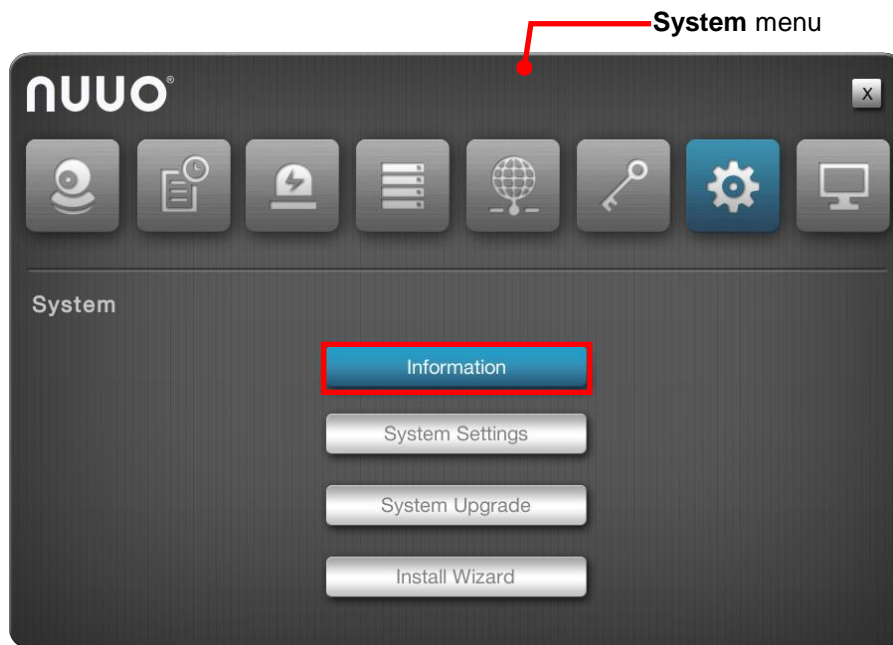 System menu
nuuo®
X
System
Information
System Settings
System Upgrade
Install Wizard